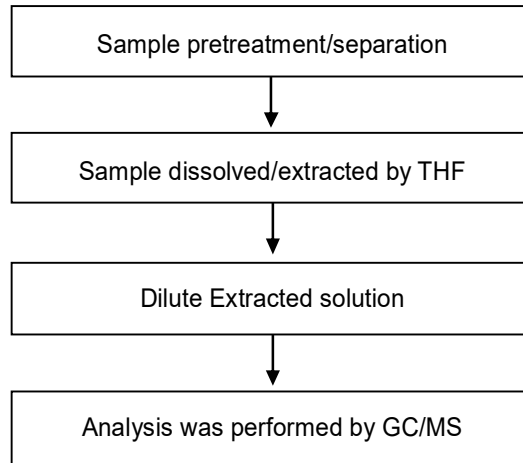 Sample pretreatment/separation
Sample dissolved/extracted by THF
Dilute Extracted solution
Analysis was performed by GC/MS